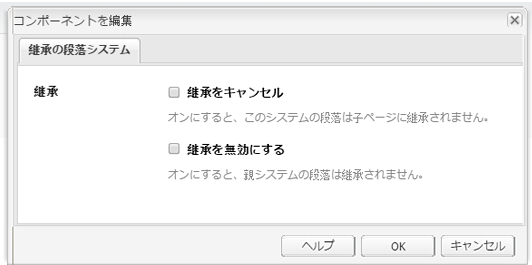 コンポーネントを編集
継承の段落システム
継承
継承をキャンセル
オンにすると、このシステムの段落は子ページに継承されません。
継承を無効にする
オンにすると、親システムの段落は継承されません。
ヘルプ OK キャンセル